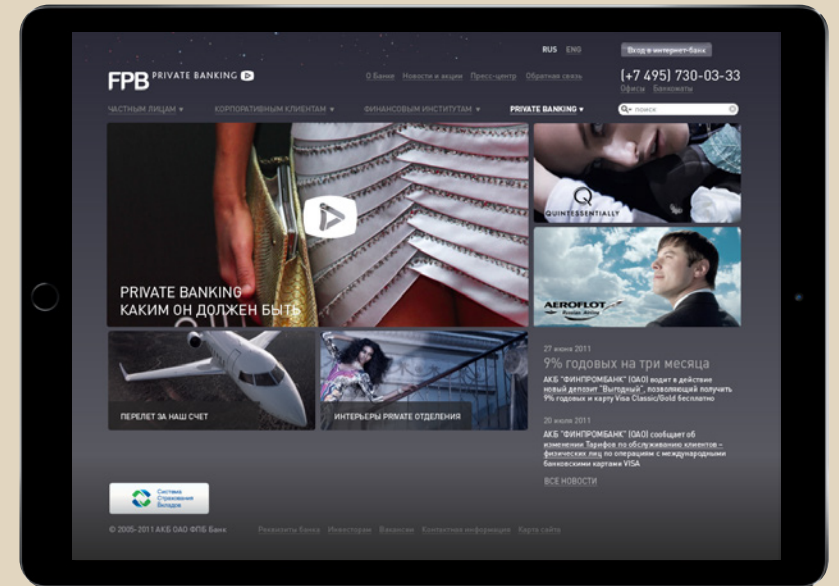 RUS ENG
Вход в интернет-банк
FPB PRIVATE BANKING
О Банке Новости и акции Пресс-центр Обратная связь
(+7 495) 730-03-33
Офисы Банкоматы
ЧАСТНЫМ ЛИЦАМ КОРПОРАТИВНЫМ КЛИЕНТАМ ФИНАНСОВЫМ ИНСТИТУТАМ PRIVATE BANKING
поиск
QUINTESSENTIALLY
PRIVATE BANKING
КАКИМ ОН ДОЛЖЕН БЫТЬ
AEROFLOT
Russian Airlines
ПЕРЕЛЕТ ЗА НАШ СЧЕТ
ИНТЕРЬЕРЫ PRIVATE ОТДЕЛЕНИЯ
27 июня 2011
9% годовых на три месяца
АКБ "ФИНПРОМБАНК" (ОАО) водит в действие
новый депозит "Выгодный", позволяющий получить
9% годовых и карту Visa Classic/Gold бесплатно
20 июля 2011
АКБ "ФИНПРОМБАНК" (ОАО) сообщает об
изменении Тарифов по обслуживанию клиентов –
физических лиц по операциям с международными
банковскими картами VISA
ВСЕ НОВОСТИ
Система
Страхования
Вкладов
© 2005-2011 АКБ ОАО ФПБ Банк
Реквизиты банка Инвесторам Вакансии Контактная информация Карта сайта